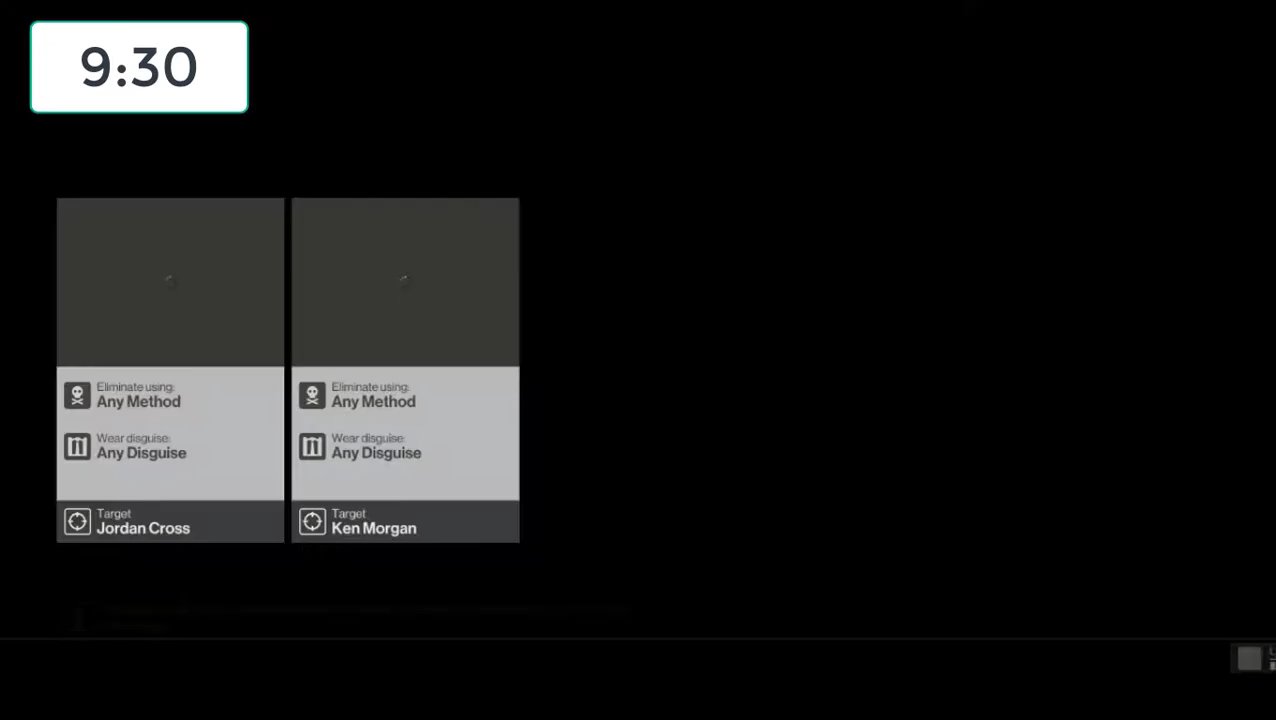 9:30
Eliminate using:
Any Method
Wear disguise:
Any Disguise
Target
Jordan Cross
Eliminate using:
Any Method
Wear disguise:
Any Disguise
Target
Ken Morgan